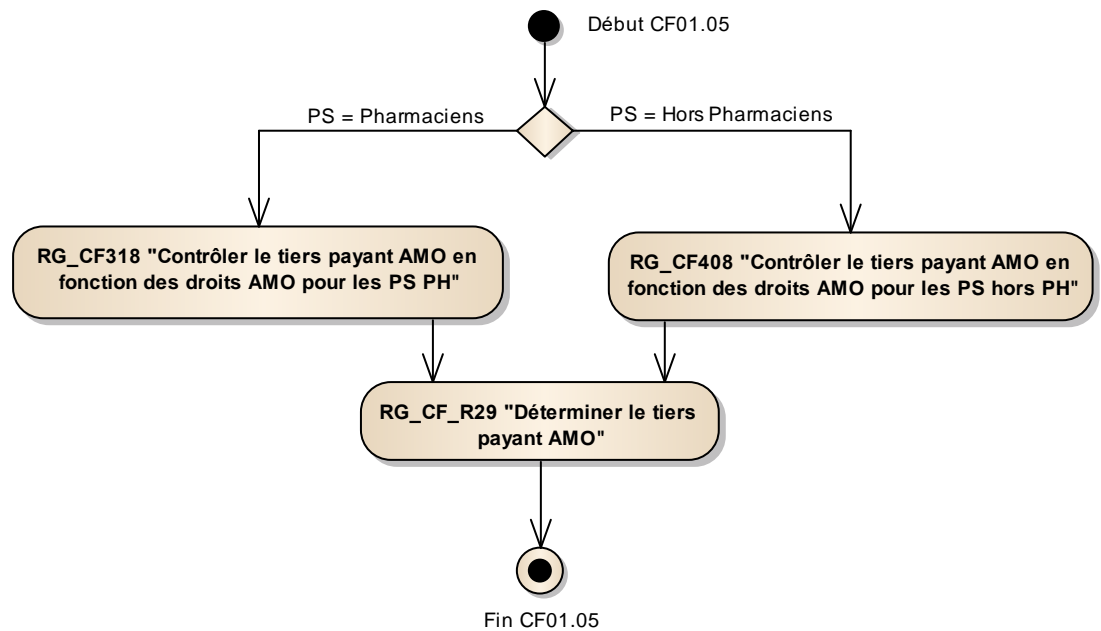 Début CF01.05
PS = Pharmaciens
PS = Hors Pharmaciens
RG_CF318 "Contrôler le tiers payant AMO en
fonction des droits AMO pour les PS PH"
RG_CF408 "Contrôler le tiers payant AMO en
fonction des droits AMO pour les PS hors PH"
RG_CF_R29 "Déterminer le tiers
payant AMO"
Fin CF01.05